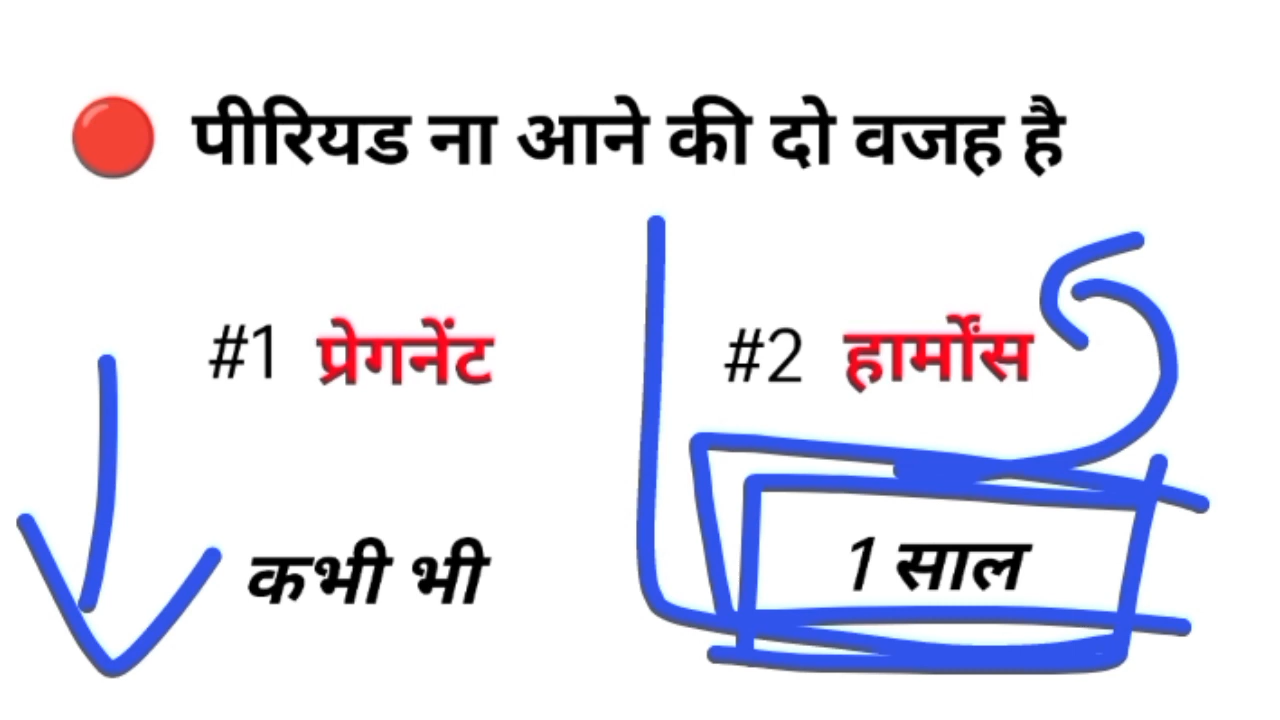 पीरियड ना आने की दो वजह है
#1 प्रेगनेंट #2 हार्मोंस
कभी भी 1 साल